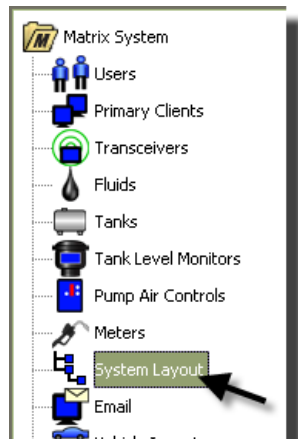 Matrix System
Users
Primary Clients
Transceivers
Fluids
Tanks
Tank Level Monitors
Pump Air Controls
Meters
System Layout
Email